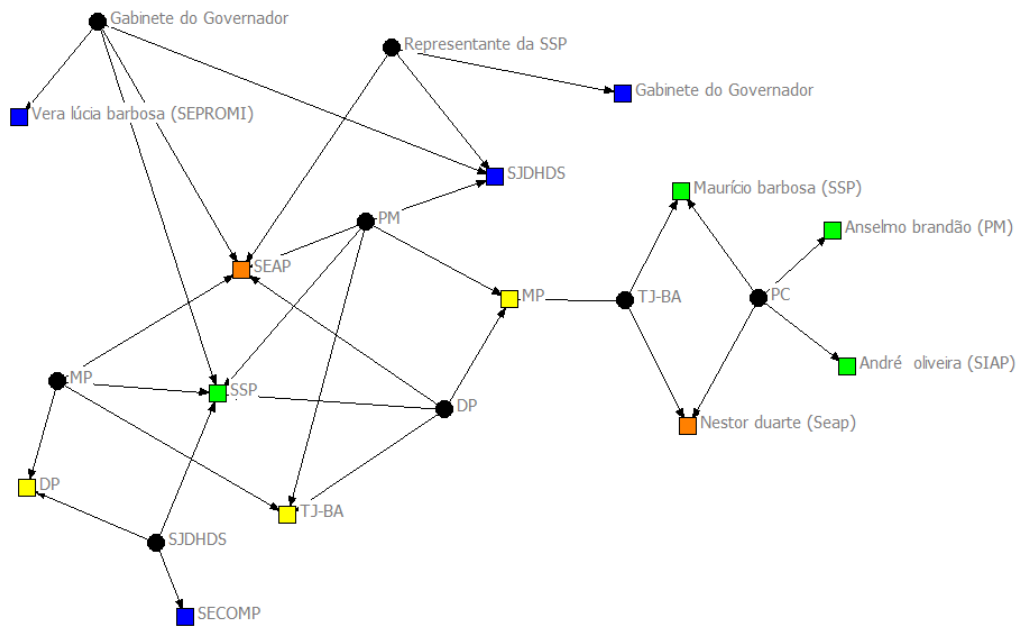 Gabinete do Governador
Representante da SSP
Gabinete do Governador
Vera lúcia barbosa (SEPROMI)
SJDHDS
Maurício barbosa (SSP)
PM
Anselmo brandão (PM)
SEAP
MP
TJ-BA
PC
André oliveira (SIAP)
MP
SSP
DP
Nestor duarte (Seap)
DP
TJ-BA
SJDHDS
SECOMP